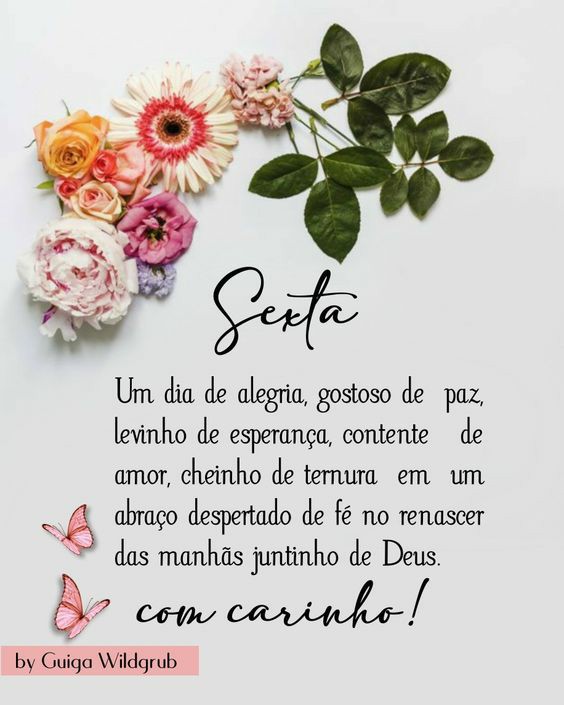 Sexta
Um dia de alegria, gostoso de paz,
levinho de esperança, contente de
amor, cheinho de ternura em um
abraço despertado de fé no renascer
das manhãs juntinho de Deus.
com carinho!
by Guiga Wildgrub